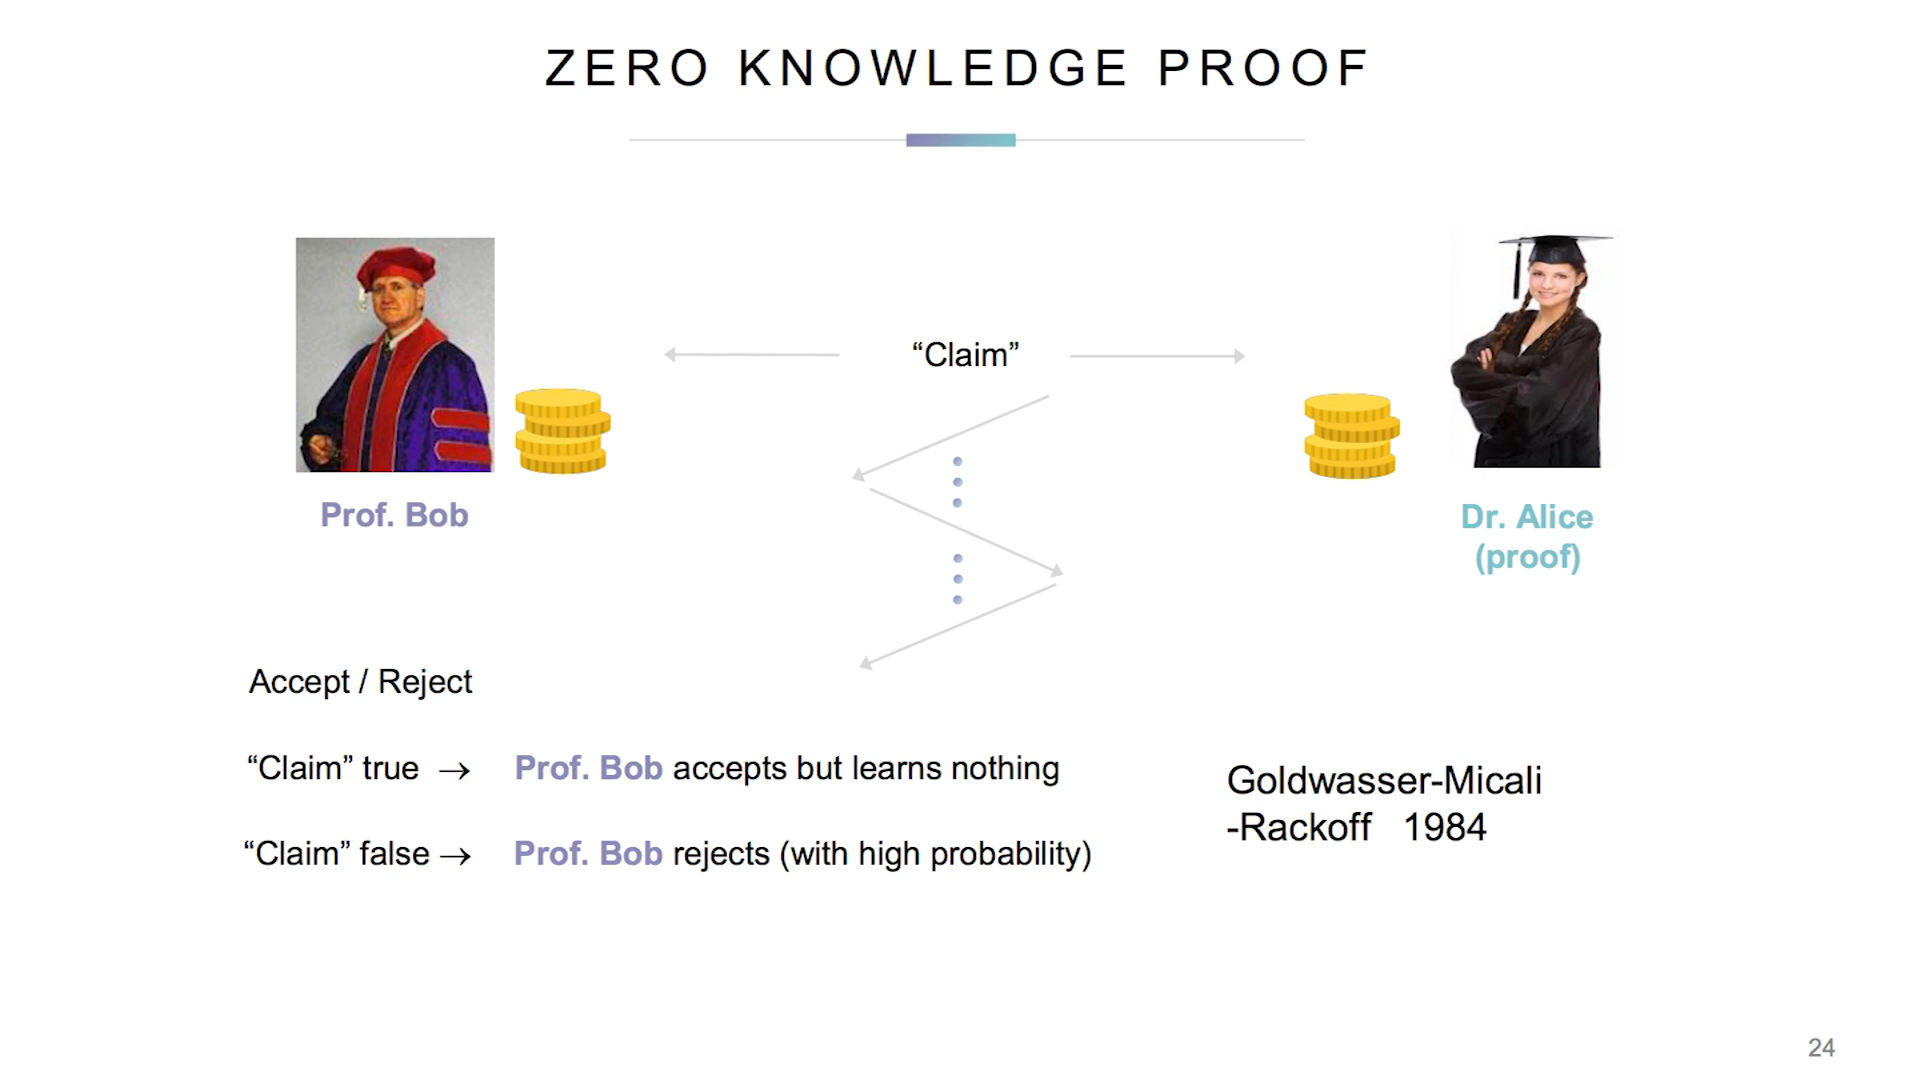 ZERO KNOWLEDGE PROOF
“Claim”
Prof. Bob
Dr. Alice
(proof)
Accept / Reject
“Claim” true → Prof. Bob accepts but learns nothing
“Claim” false → Prof. Bob rejects (with high probability)
Goldwasser-Micali
-Rackoff 1984
24